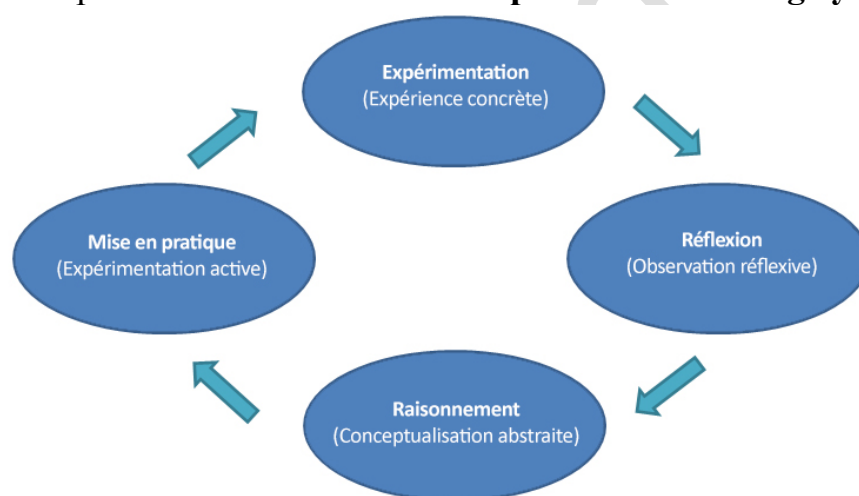 Expérimentation
(Expérience concrète)
Mise en pratique
(Expérimentation active)
Réflexion
(Observation réflexive)
Raisonnement
(Conceptualisation abstraite)